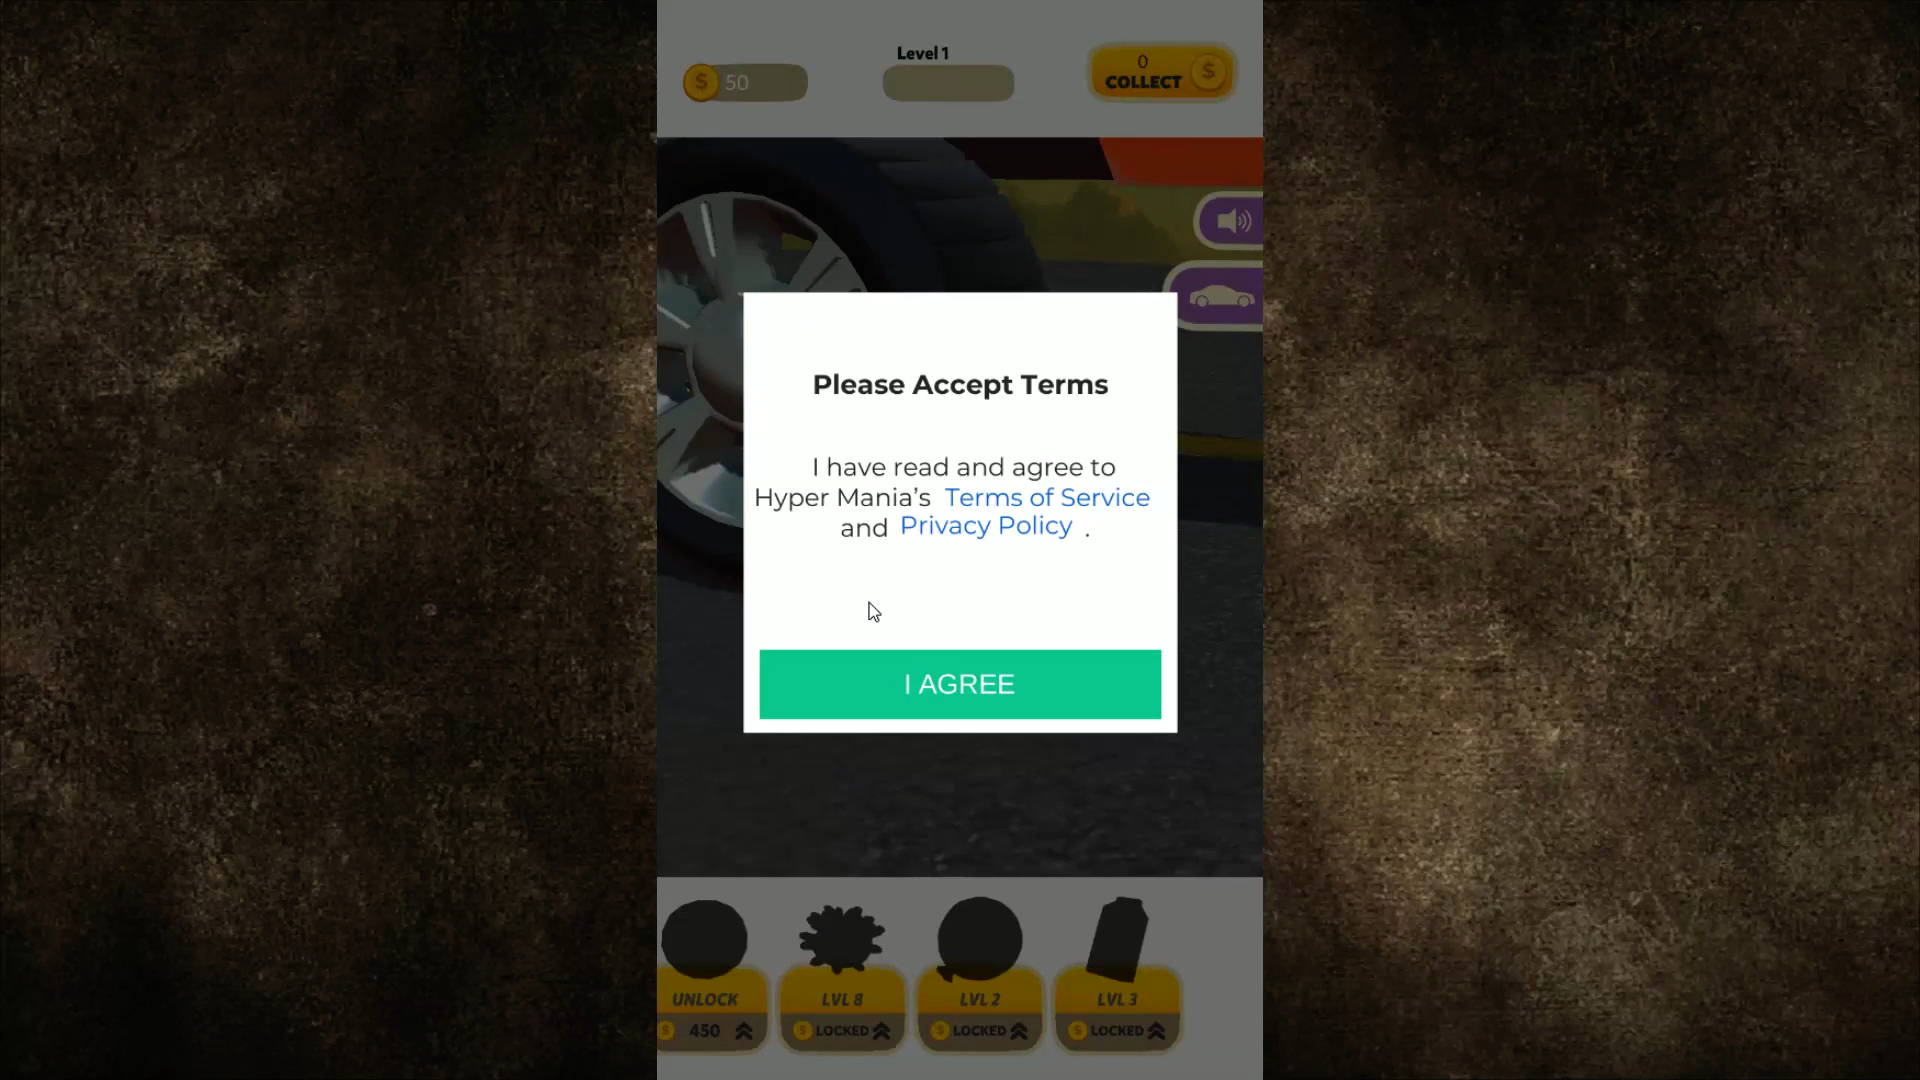 Level 1
50
0
COLLECT
Please Accept Terms
I have read and agree to
Hyper Mania's Terms of Service
and Privacy Policy .
I AGREE
UNLOCK
450
LVL 8
LOCKED
LVL 2
LOCKED
LVL 3
LOCKED